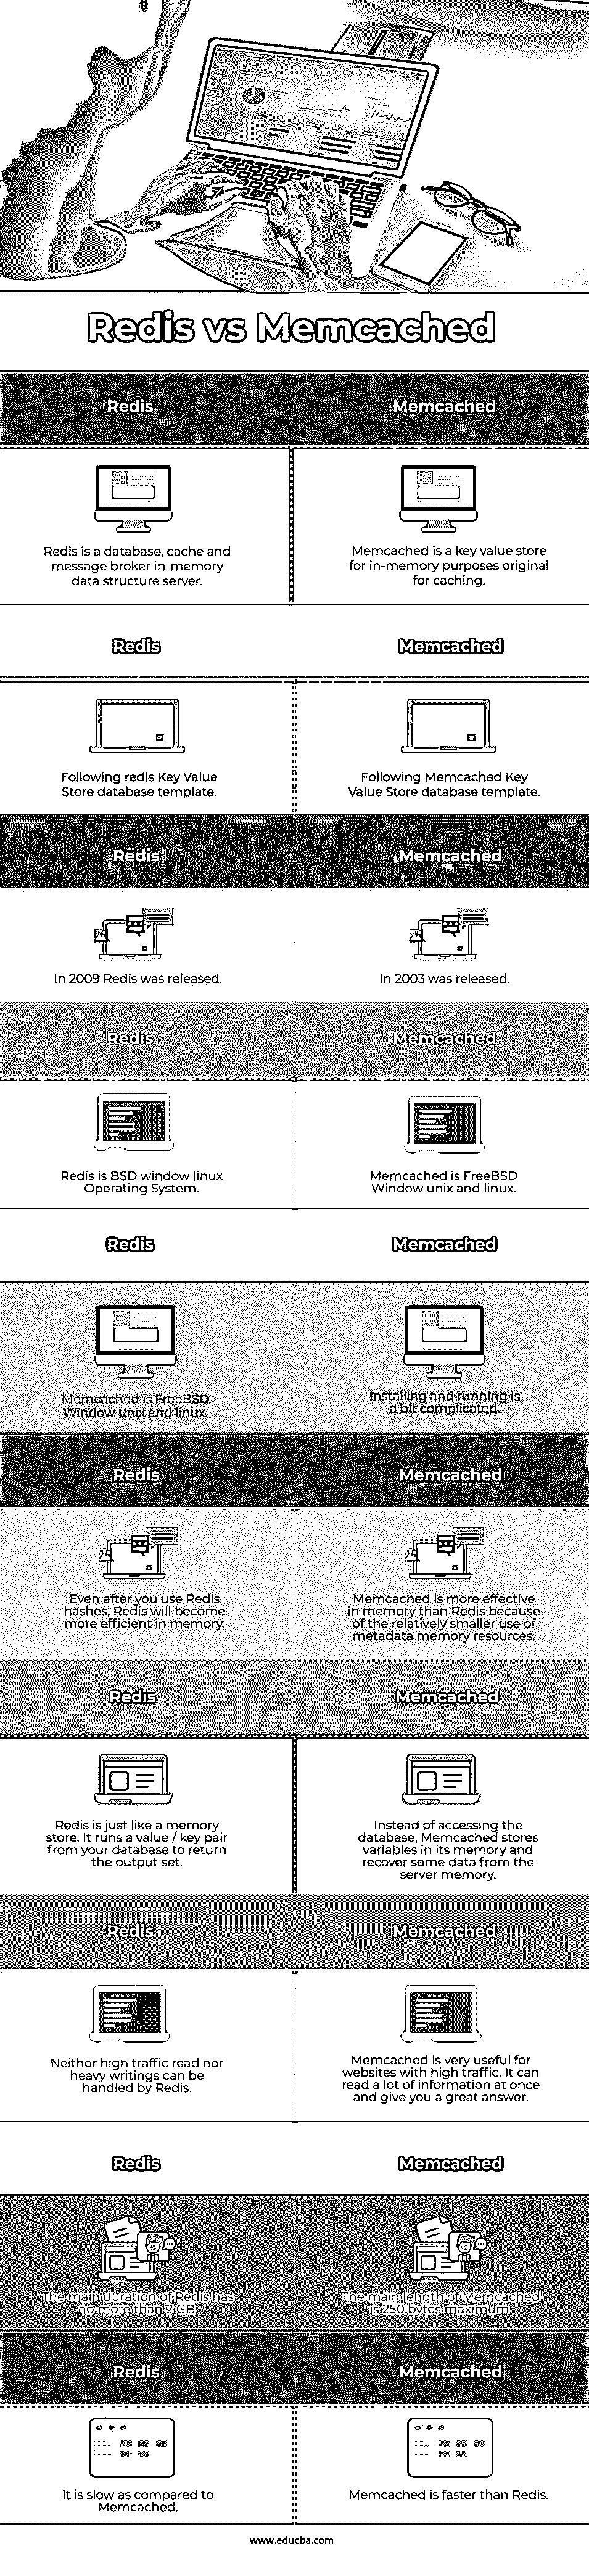 Redis vs Memcached
Redis Memcached
Redis is a database, cache and
message broker in-memory
data structure server.
Memcached is a key value store
for in-memory purposes original
for caching.
Redis Memcached
Following redis Key Value
Store database template.
Following Memcached Key
Value Store database template.
Redis Memcached
In 2009 Redis was released.
In 2003 was released.
Redis Memcached
Redis is BSD window linux
Operating System.
Memcached is FreeBSD
Window unix and linux.
Redis Memcached
Memcached is FreeBSD
Window unix and linux.
Installing and running is
a bit complicated.
Redis Memcached
Even after you use Redis
hashes, Redis will become
more efficient in memory.
Memcached is more effective
in memory than Redis because
of the relatively smaller use of
metadata memory resources.
Redis Memcached
Redis is just like a memory
store. It runs a value / key pair
from your database to return
the output set.
Instead of accessing the
database, Memcached stores
variables in its memory and
recover some data from the
server memory.
Redis Memcached
Neither high traffic read nor
heavy writings can be
handled by Redis.
Memcached is very useful for
websites with high traffic. It can
read a lot of information at once
and give you a great answer.
Redis Memcached
The main duration of Redis has
no more than 2 GB.
The main length of Memcached
is 250 bytes maximum.
Redis Memcached
It is slow as compared to
Memcached.
Memcached is faster than Redis.
www.educba.com